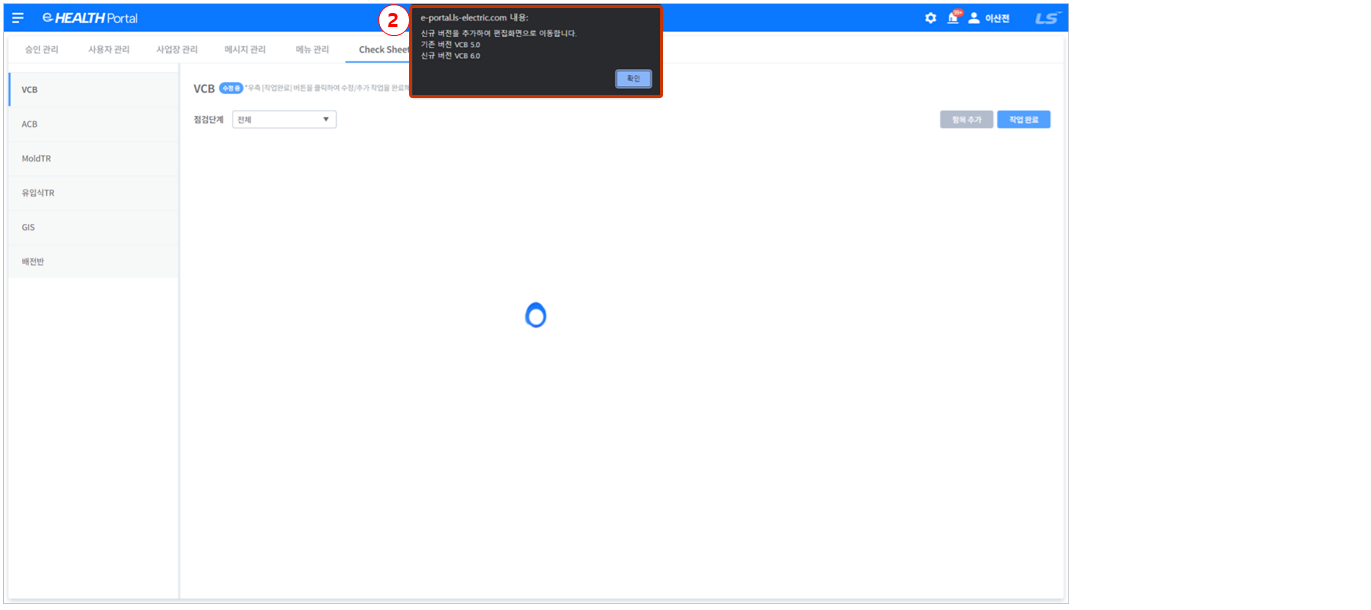 e-HEALTH Portal
2
e-portal.ls-electric.com 내용:
신규 버전을 추가하여 편집화면으로 이동합니다.
기존 버전 VCB 5.0
신규 버전 VCB 6.0
확인
99+
이산전
LS
승인 관리
사용자 관리
사업장 관리
메시지 관리
메뉴 관리
Check Sheet
VCB
ACB
MoldTR
유입식TR
GIS
배전반
VCB 수정 중 *우측 [작업완료] 버튼을 클릭하여 수정/추가 작업을 완료
점검단계 전체
항목 추가
작업 완료